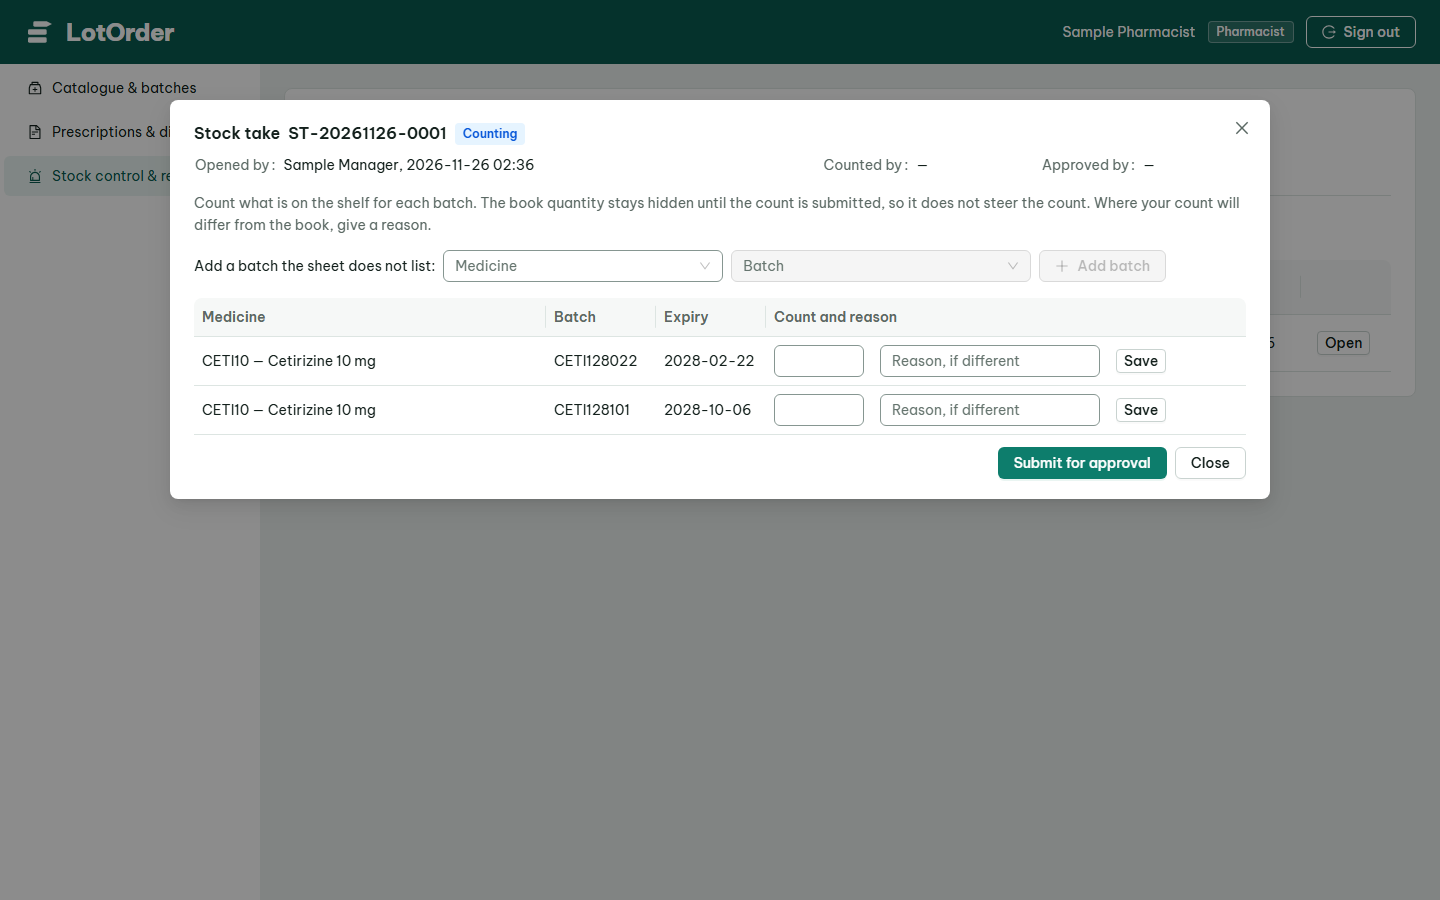 LotOrder
Sample Pharmacist Pharmacist Sign out
Catalogue & batches
Prescriptions & di
Stock control & re
Stock take ST-20261126-0001 Counting
Opened by: Sample Manager, 2026-11-26 02:36 Counted by: – Approved by: –
Count what is on the shelf for each batch. The book quantity stays hidden until the count is submitted, so it does not steer the count. Where your count will
differ from the book, give a reason.
Add a batch the sheet does not list: Medicine Batch + Add batch
Medicine Batch Expiry Count and reason
CETI10 — Cetirizine 10 mg CETI128022 2028-02-22 Reason, if different Save
CETI10 — Cetirizine 10 mg CETI128101 2028-10-06 Reason, if different Save
5 Open
Submit for approval Close